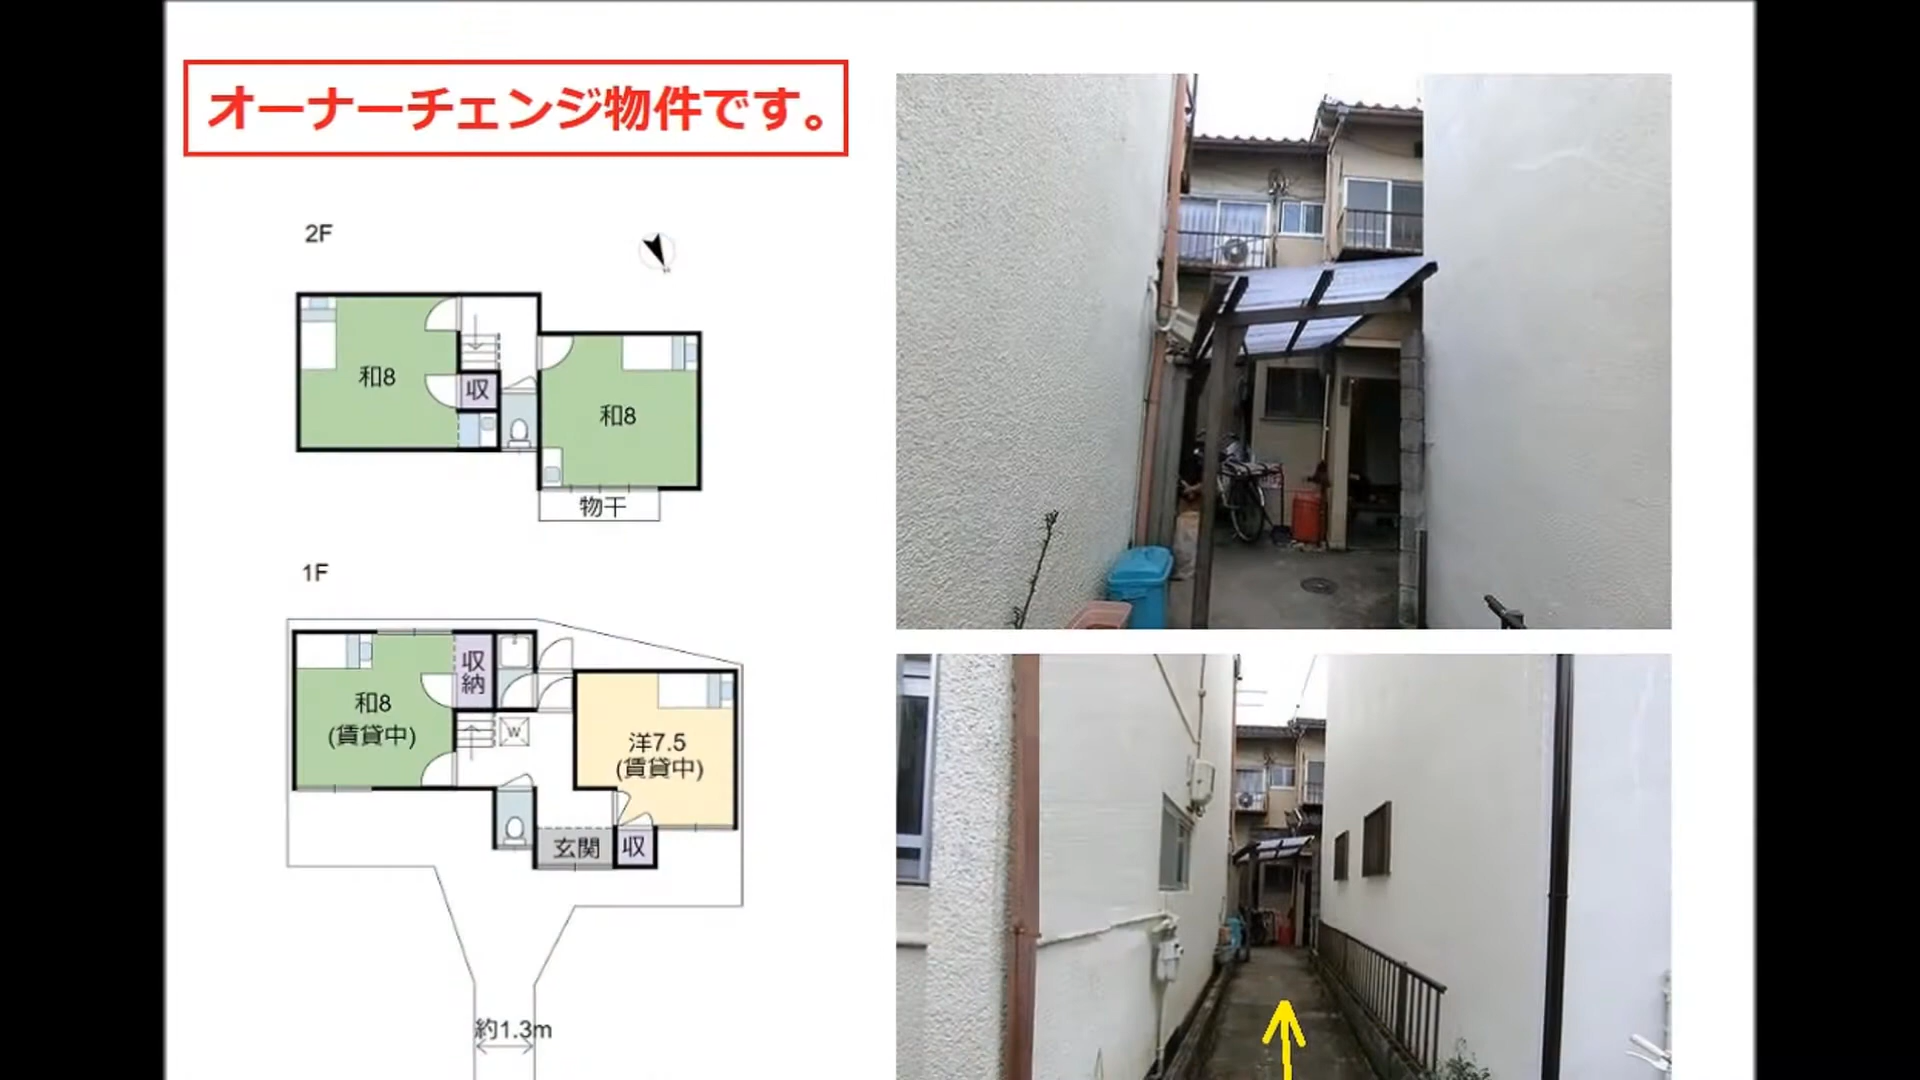 オーナーチェンジ物件です。
2F
和8
収
和8
物干
1F
和8
(賃貸中)
収納
W
洋7.5
(賃貸中)
玄関
収
約1.3m